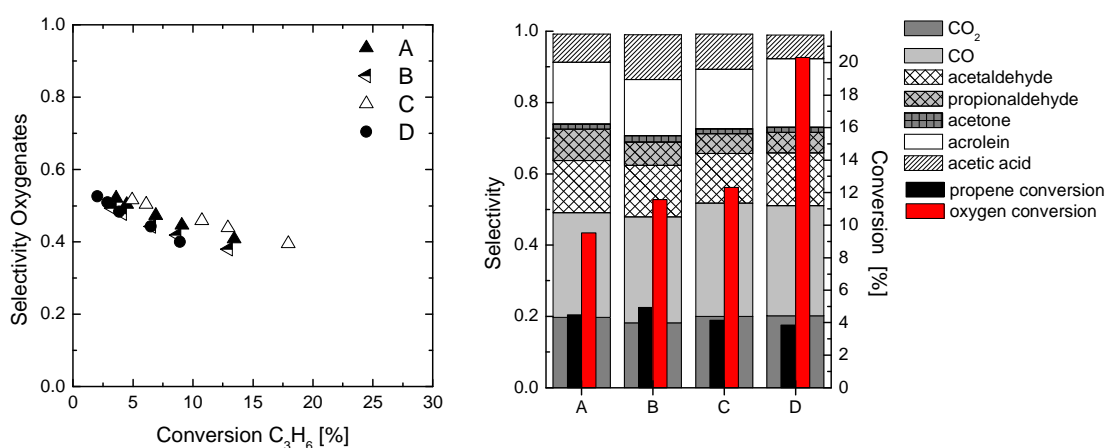 1.0
0.8
0.6
0.4
0.2
0.0
0
5
10
15
20
25
30
Selectivity Oxygenates
Conversion C₃H₆ [%]
A
B
C
D
1.0
0.8
0.6
0.4
0.2
0.0
Selectivity
A
B
C
D
20
18
16
14
12
10
8
6
4
2
0
Conversion [%]
CO₂
CO
acetaldehyde
propionaldehyde
acetone
acrolein
acetic acid
propene conversion
oxygen conversion